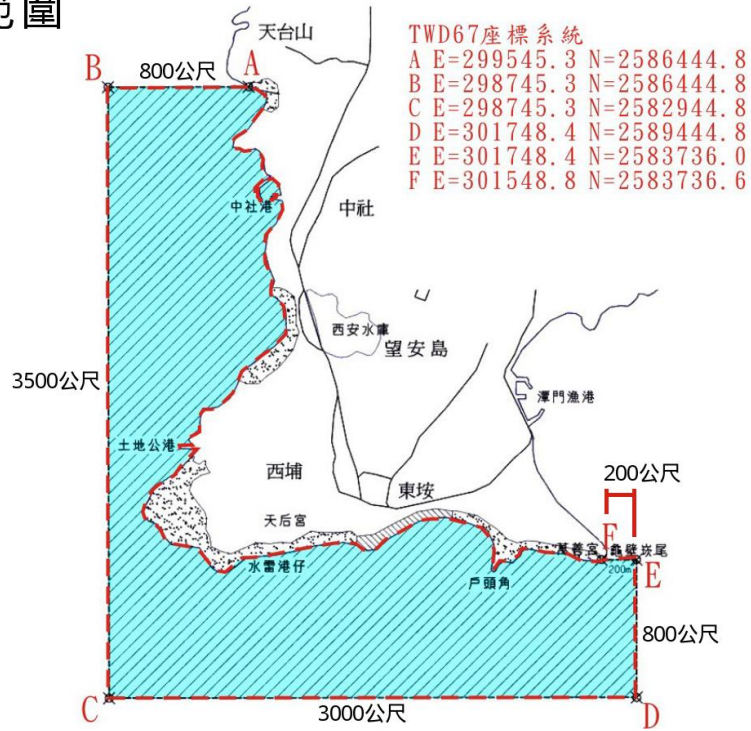 範圍
天台山
TWD67座標系統
A E=299545.3 N=2586444.8
B E=298745.3 N=2586444.8
C E=298745.3 N=2582944.8
D E=301748.4 N=2589444.8
E E=301748.4 N=2583736.0
F E=301548.8 N=2583736.6
B
800公尺
A
中社港
中社
西安水庫
望安島
3500公尺
潭門漁港
土地公港
西埔
東垵
200公尺
天后宮
F
萬善宮
龜壁崁尾
200m
E
水雷港仔
戶頭角
800公尺
C
3000公尺
D